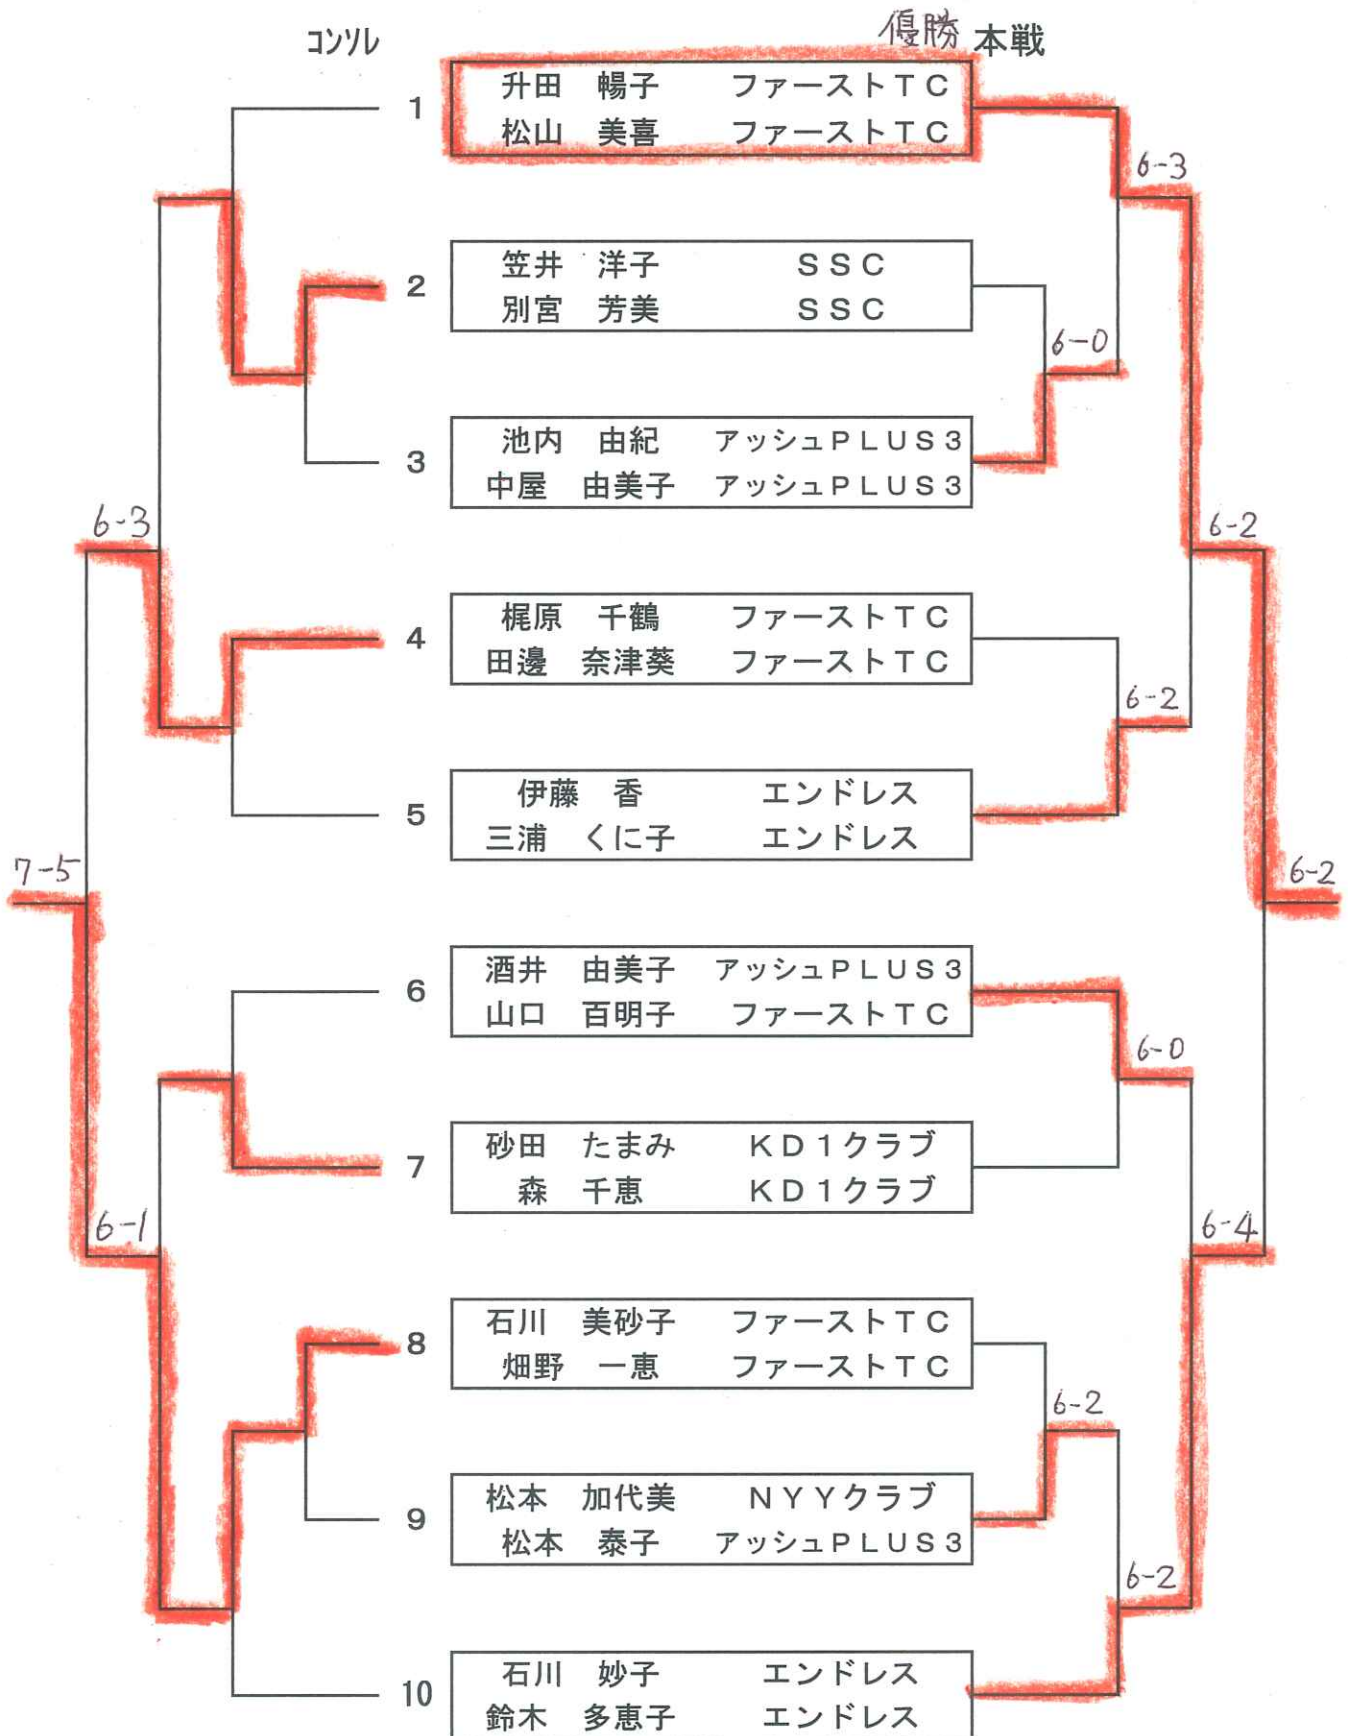 コンソル 優勝 本戦
1 升田 暢子 ファーストTC
松山 美喜 ファーストTC
6-3
2 笠井 洋子 SSC
別宮 芳美 SSC
6-0
3 池内 由紀 アッシュPLUS3
中屋 由美子 アッシュPLUS3
6-3 6-2
4 梶原 千鶴 ファーストTC
田邊 奈津葵 ファーストTC
6-2
5 伊藤 香 エンドレス
三浦 くに子 エンドレス
7-5 6-2
6 酒井 由美子 アッシュPLUS3
山口 百明子 ファーストTC
6-0
7 砂田 たまみ KD1クラブ
森 千恵 KD1クラブ
6-1 6-4
8 石川 美砂子 ファーストTC
畑野 一恵 ファーストTC
6-2
9 松本 加代美 NYYクラブ
松本 泰子 アッシュPLUS3
6-2
10 石川 妙子 エンドレス
鈴木 多恵子 エンドレス